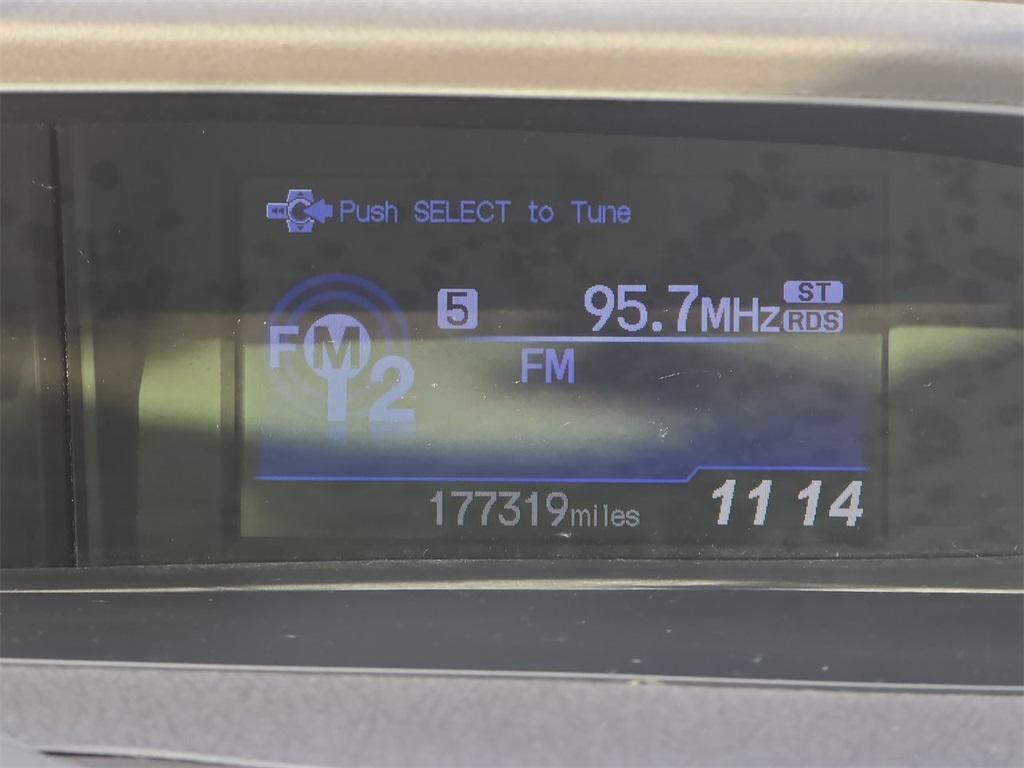 Push SELECT to Tune
5 95.7MHz ST
RDS
FM2
FM
177319miles 11 14